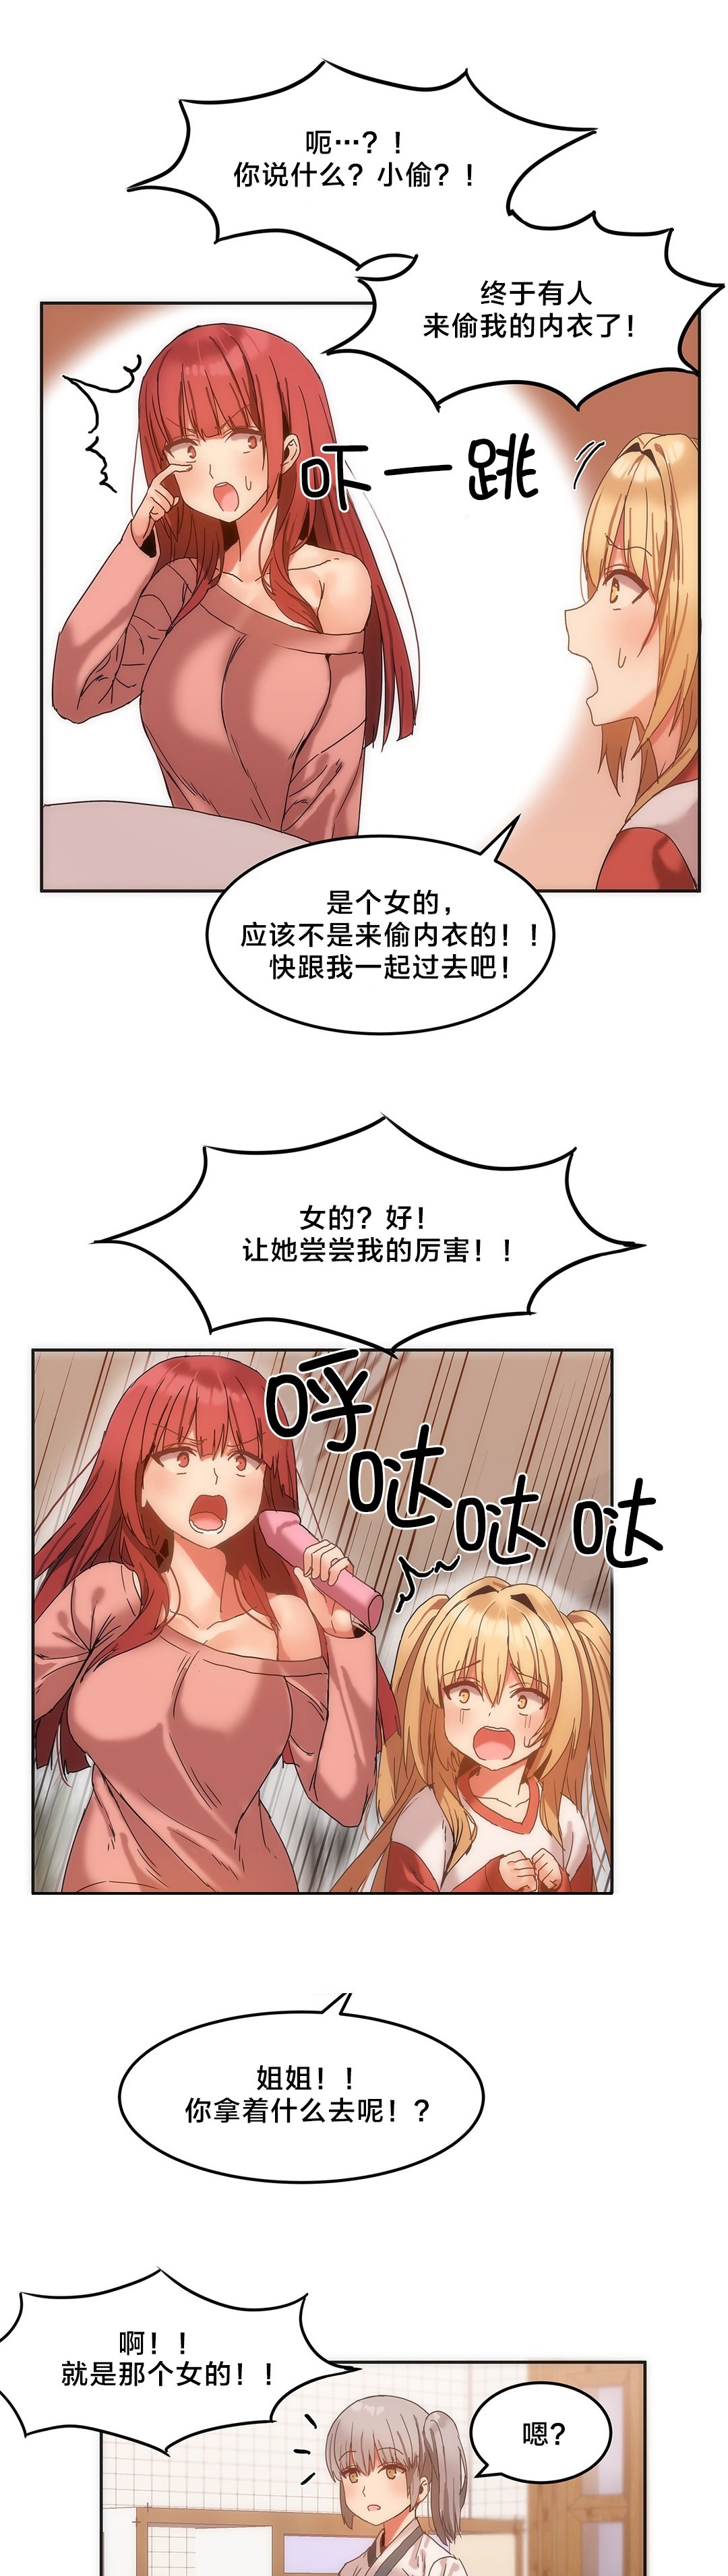 呃…？！
你说什么？小偷？！
终于有人
来偷我的内衣了！
吓一跳
是个女的，
应该不是来偷内衣的！！
快跟我一起过去吧！
女的？好！
让她尝尝我的厉害！！
呼
哒
哒
哒
姐姐！！
你拿着什么去呢！？
啊！！
就是那个女的！！
嗯？